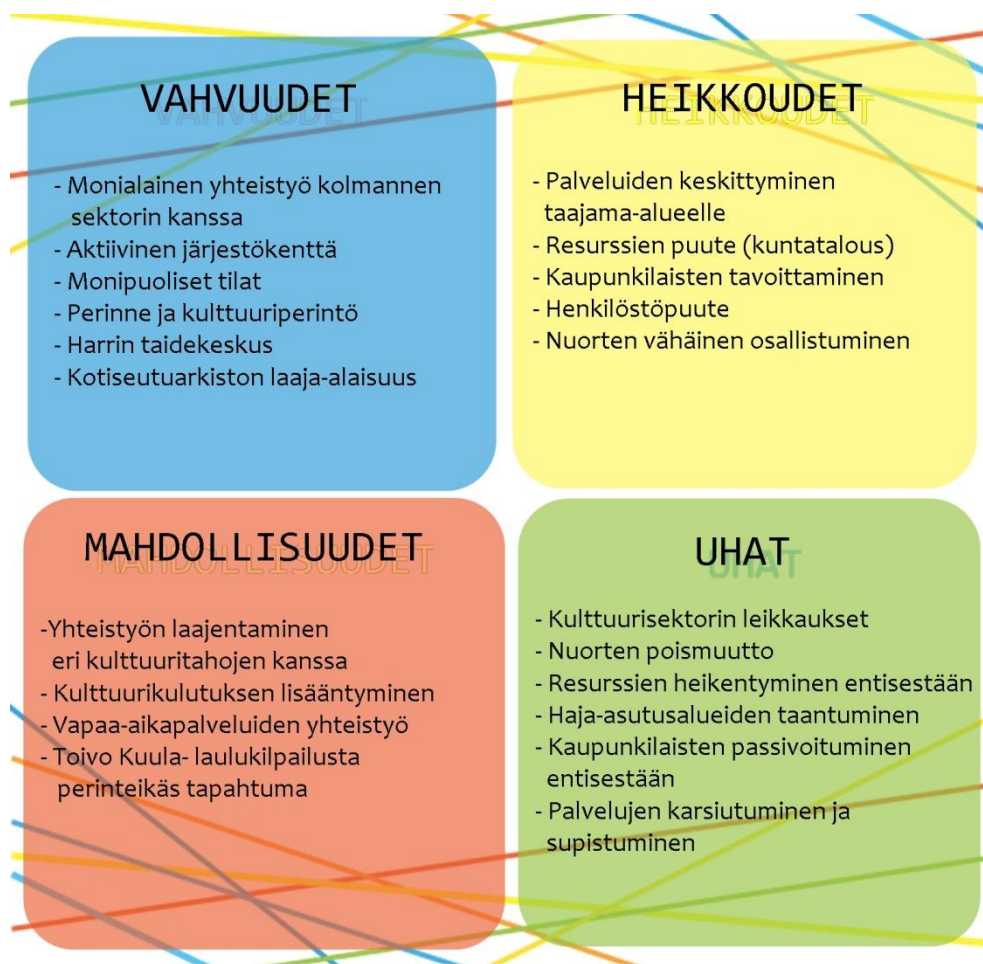 VAHVUUDET
- Monialainen yhteistyö kolmannen
sektorin kanssa
- Aktiivinen järjestökenttä
- Monipuoliset tilat
- Perinne ja kulttuuriperintö
- Harrin taidekeskus
- Kotiseutuarkiston laaja-alaisuus
HEIKKOUDET
- Palveluiden keskittyminen
taajama-alueelle
- Resurssien puute (kuntatalous)
- Kaupunkilaisten tavoittaminen
- Henkilöstöpuute
- Nuorten vähäinen osallistuminen
MAHDOLLISUUDET
-Yhteistyön laajentaminen
eri kulttuuritahojen kanssa
- Kulttuurikulutuksen lisääntyminen
- Vapaa-aikapalveluiden yhteistyö
- Toivo Kuula- laulukilpailusta
perinteikäs tapahtuma
UHAT
- Kulttuurisektorin leikkaukset
- Nuorten poismuutto
- Resurssien heikentyminen entisestään
- Haja-asutusalueiden taantuminen
- Kaupunkilaisten passivoituminen
entisestään
- Palvelujen karsiutuminen ja
supistuminen